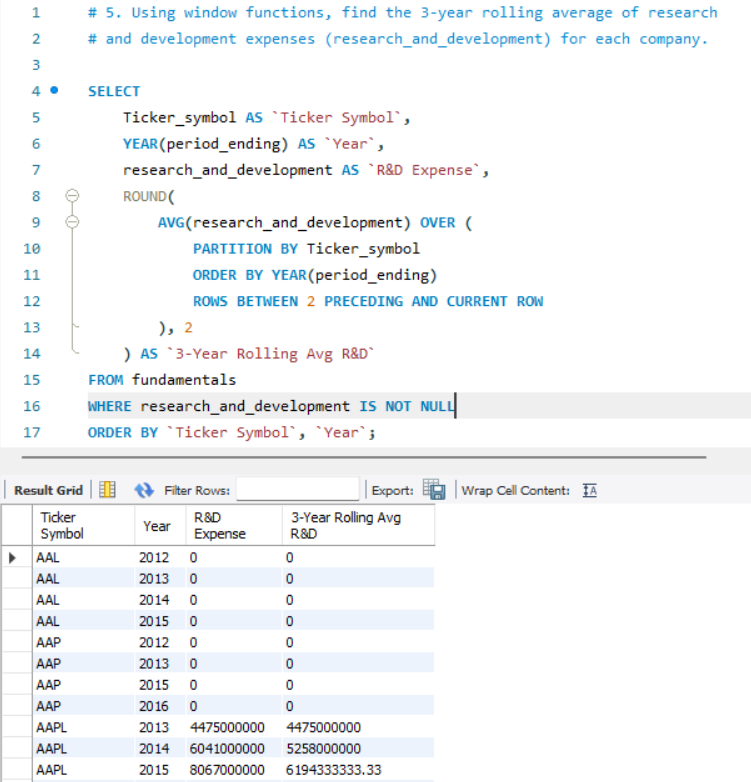 1 # 5. Using window functions, find the 3-year rolling average of research
2 # and development expenses (research_and_development) for each company.
3
4 SELECT
5 Ticker_symbol AS `Ticker Symbol`,
6 YEAR(period_ending) AS `Year`,
7 research_and_development AS `R&D Expense`,
8 ROUND(
9 AVG(research_and_development) OVER (
10 PARTITION BY Ticker_symbol
11 ORDER BY YEAR(period_ending)
12 ROWS BETWEEN 2 PRECEDING AND CURRENT ROW
13 ), 2
14 ) AS `3-Year Rolling Avg R&D`
15 FROM fundamentals
16 WHERE research_and_development IS NOT NULL
17 ORDER BY `Ticker Symbol`, `Year`;
Result Grid Filter Rows: Export: Wrap Cell Content: IA
Ticker Symbol Year R&D Expense 3-Year Rolling Avg R&D
AAL 2012 0 0
AAL 2013 0 0
AAL 2014 0 0
AAL 2015 0 0
AAP 2012 0 0
AAP 2013 0 0
AAP 2015 0 0
AAP 2016 0 0
AAPL 2013 4475000000 4475000000
AAPL 2014 6041000000 5258000000
AAPL 2015 8067000000 6194333333.33